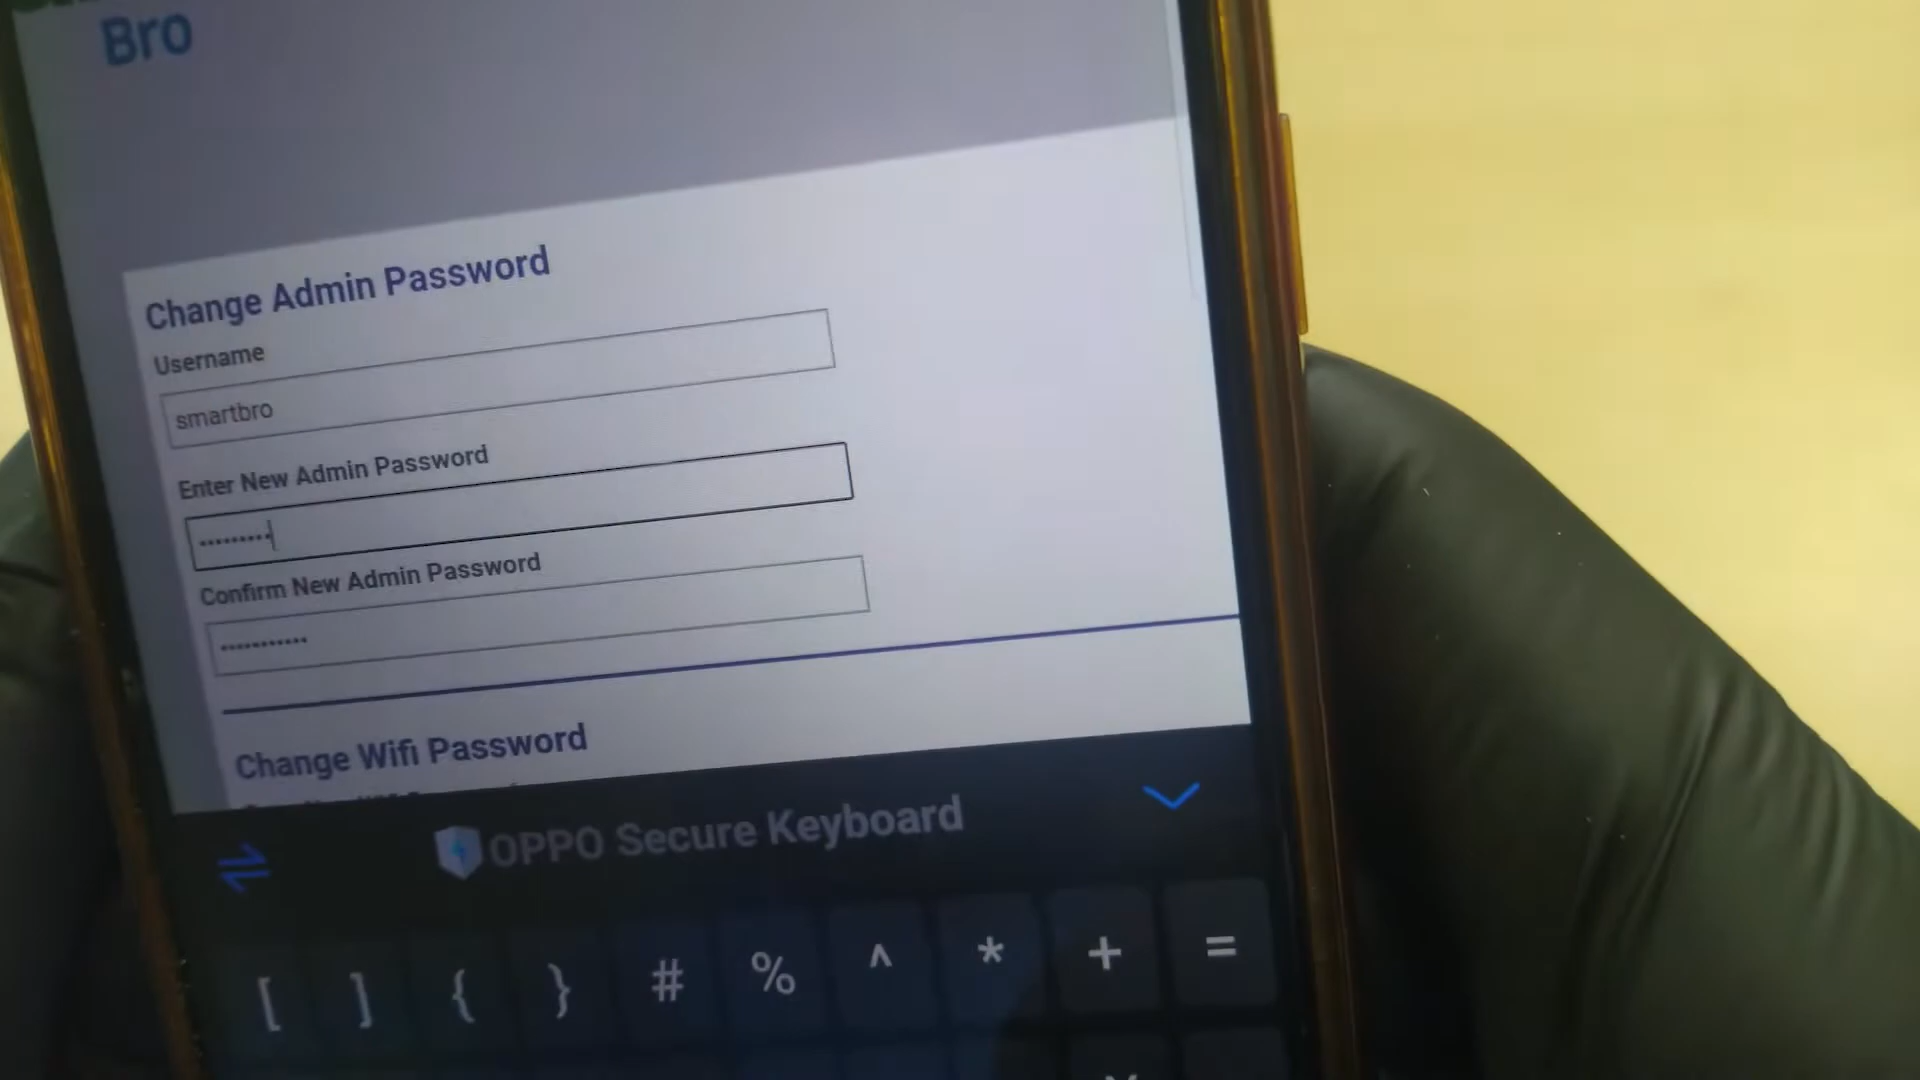 Bro
Change Admin Password
Username
smartbro
Enter New Admin Password
•••••••••
Confirm New Admin Password
•••••••••••
Change Wifi Password
OPPO Secure Keyboard
[ ] { } # % ^ * + =